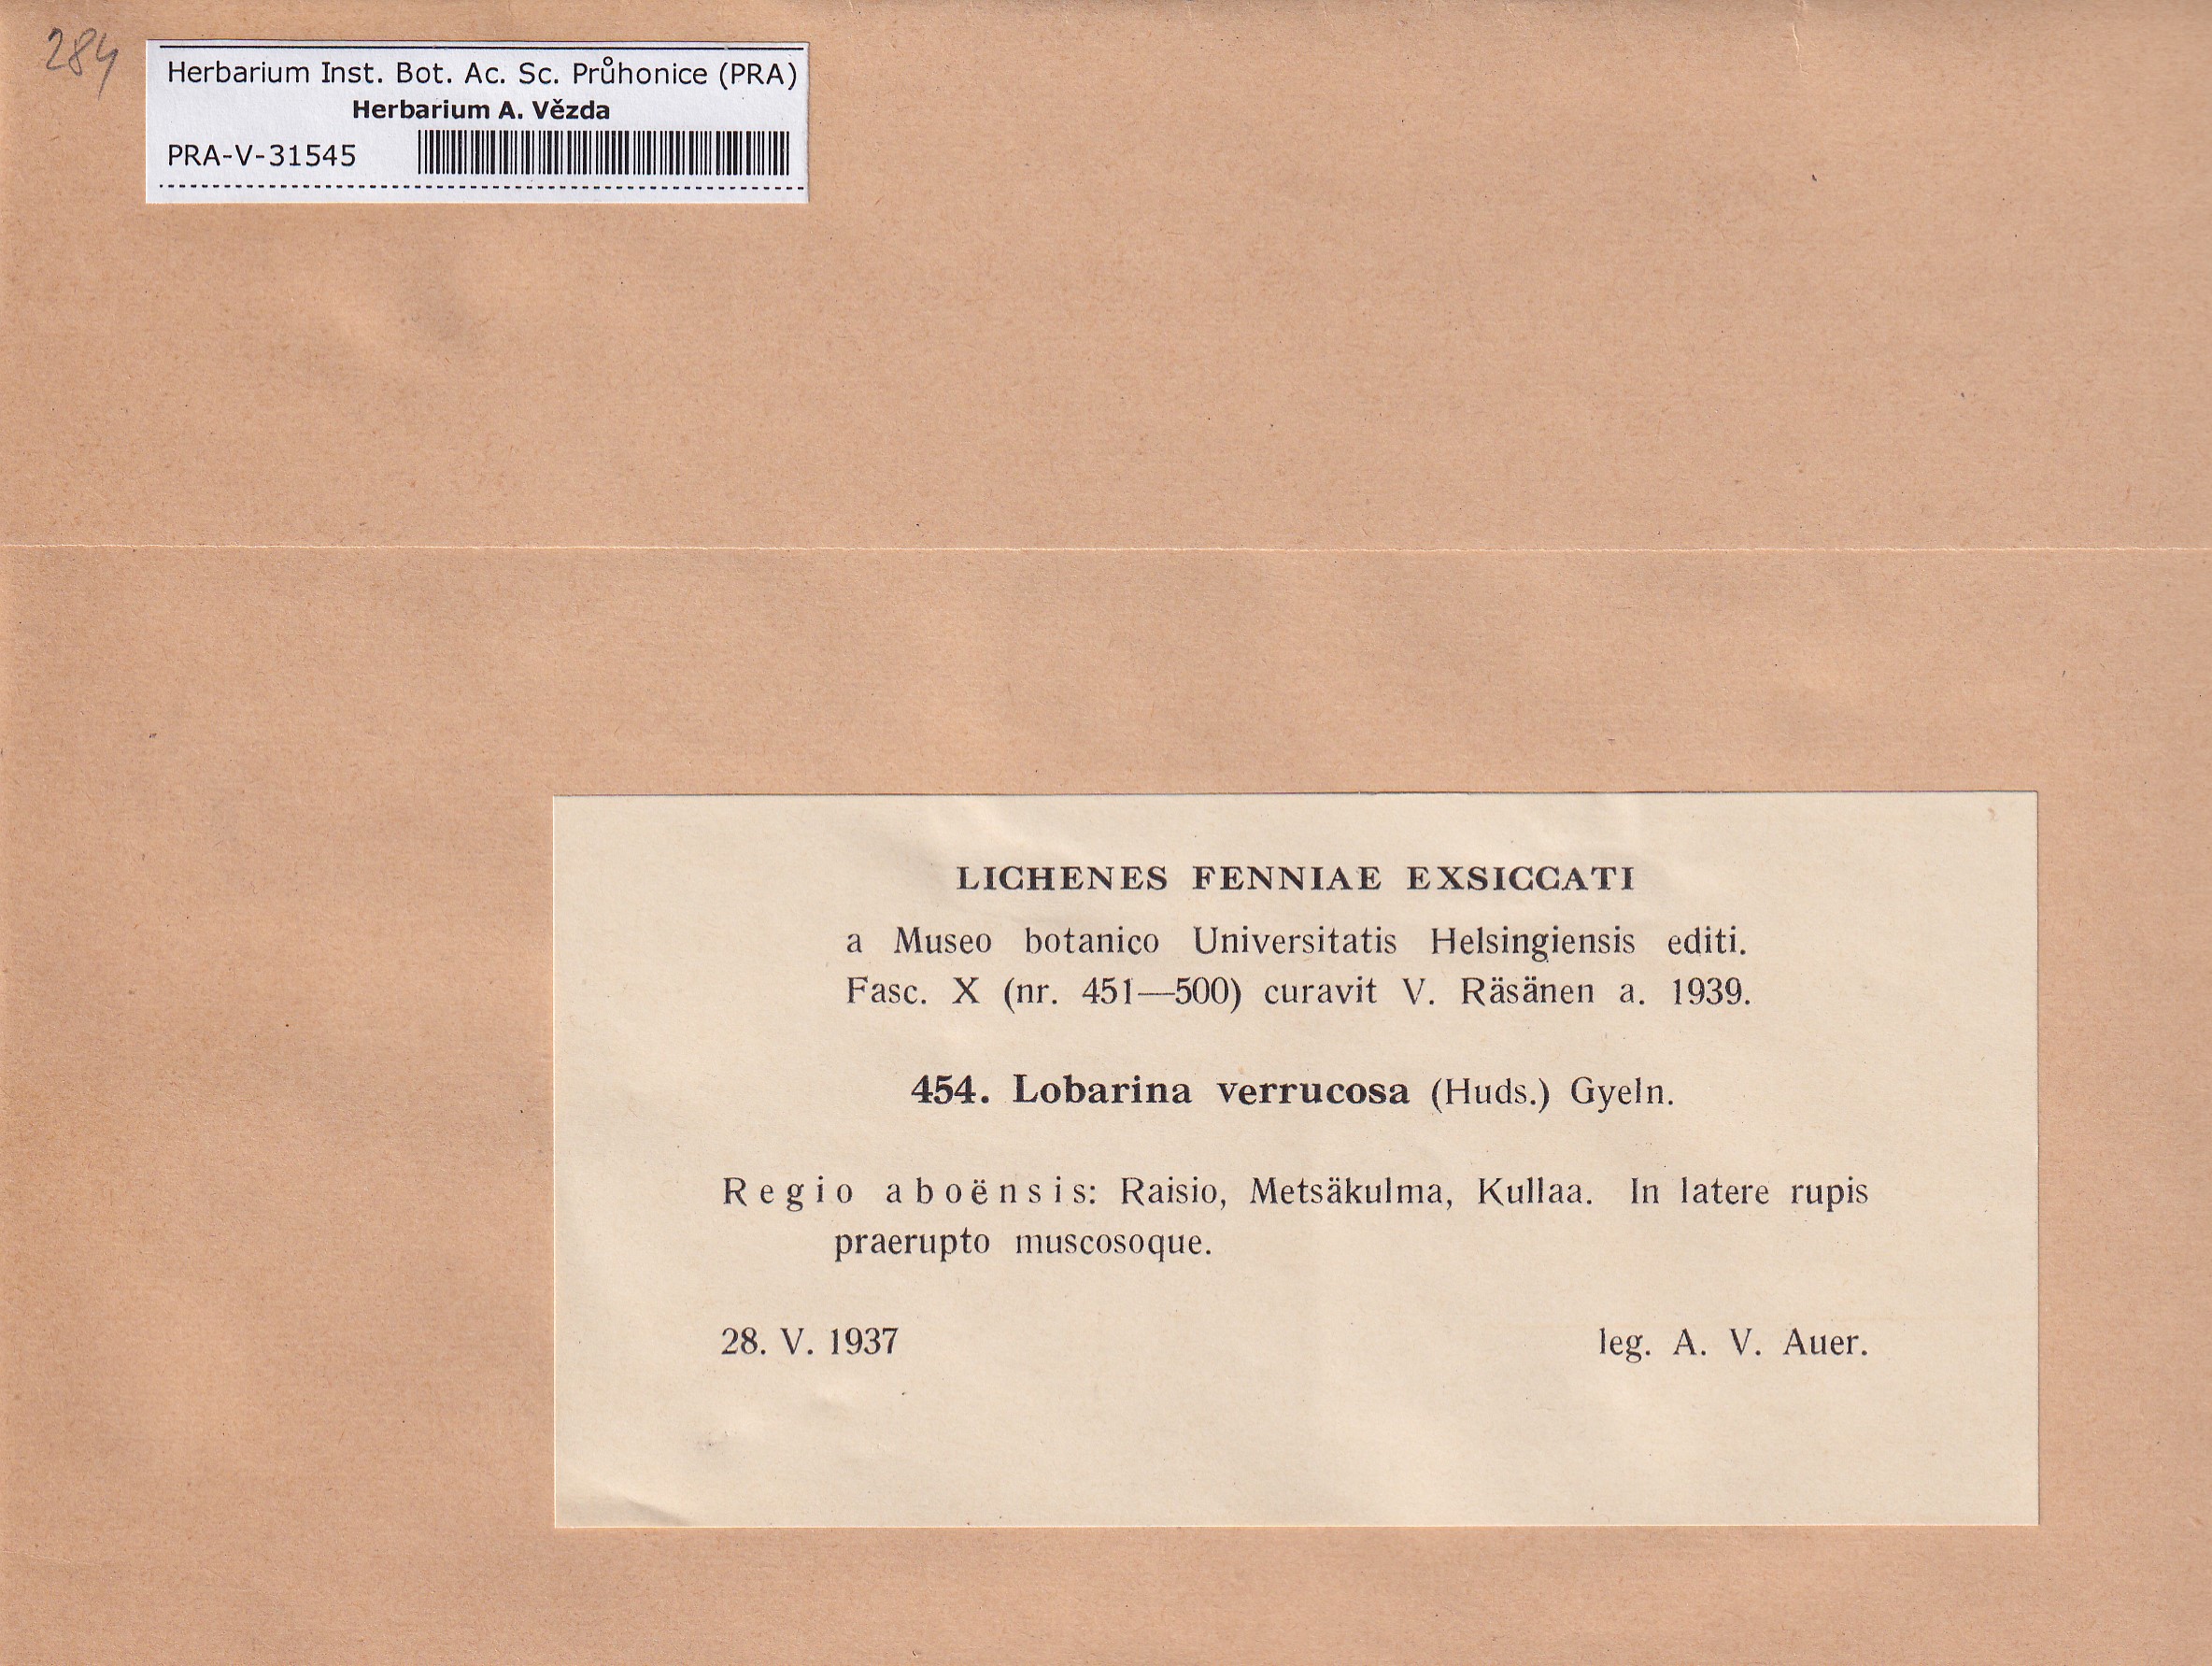 284
Herbarium Inst. Bot. Ac. Sc. Průhonice (PRA)
Herbarium A. Vězda
PRA-V-31545
LICHENES FENNIAE EXSICCATI
a Museo botanico Universitatis Helsingiensis editi.
Fasc. X (nr. 451—500) curavit V. Räsänen a. 1939.
454. Lobarina verrucosa (Huds.) Gyeln.
Regio aboënsis: Raisio, Metsäkulma, Kullaa. In latere rupis
praerupto muscosoque.
28. V. 1937 leg. A. V. Auer.